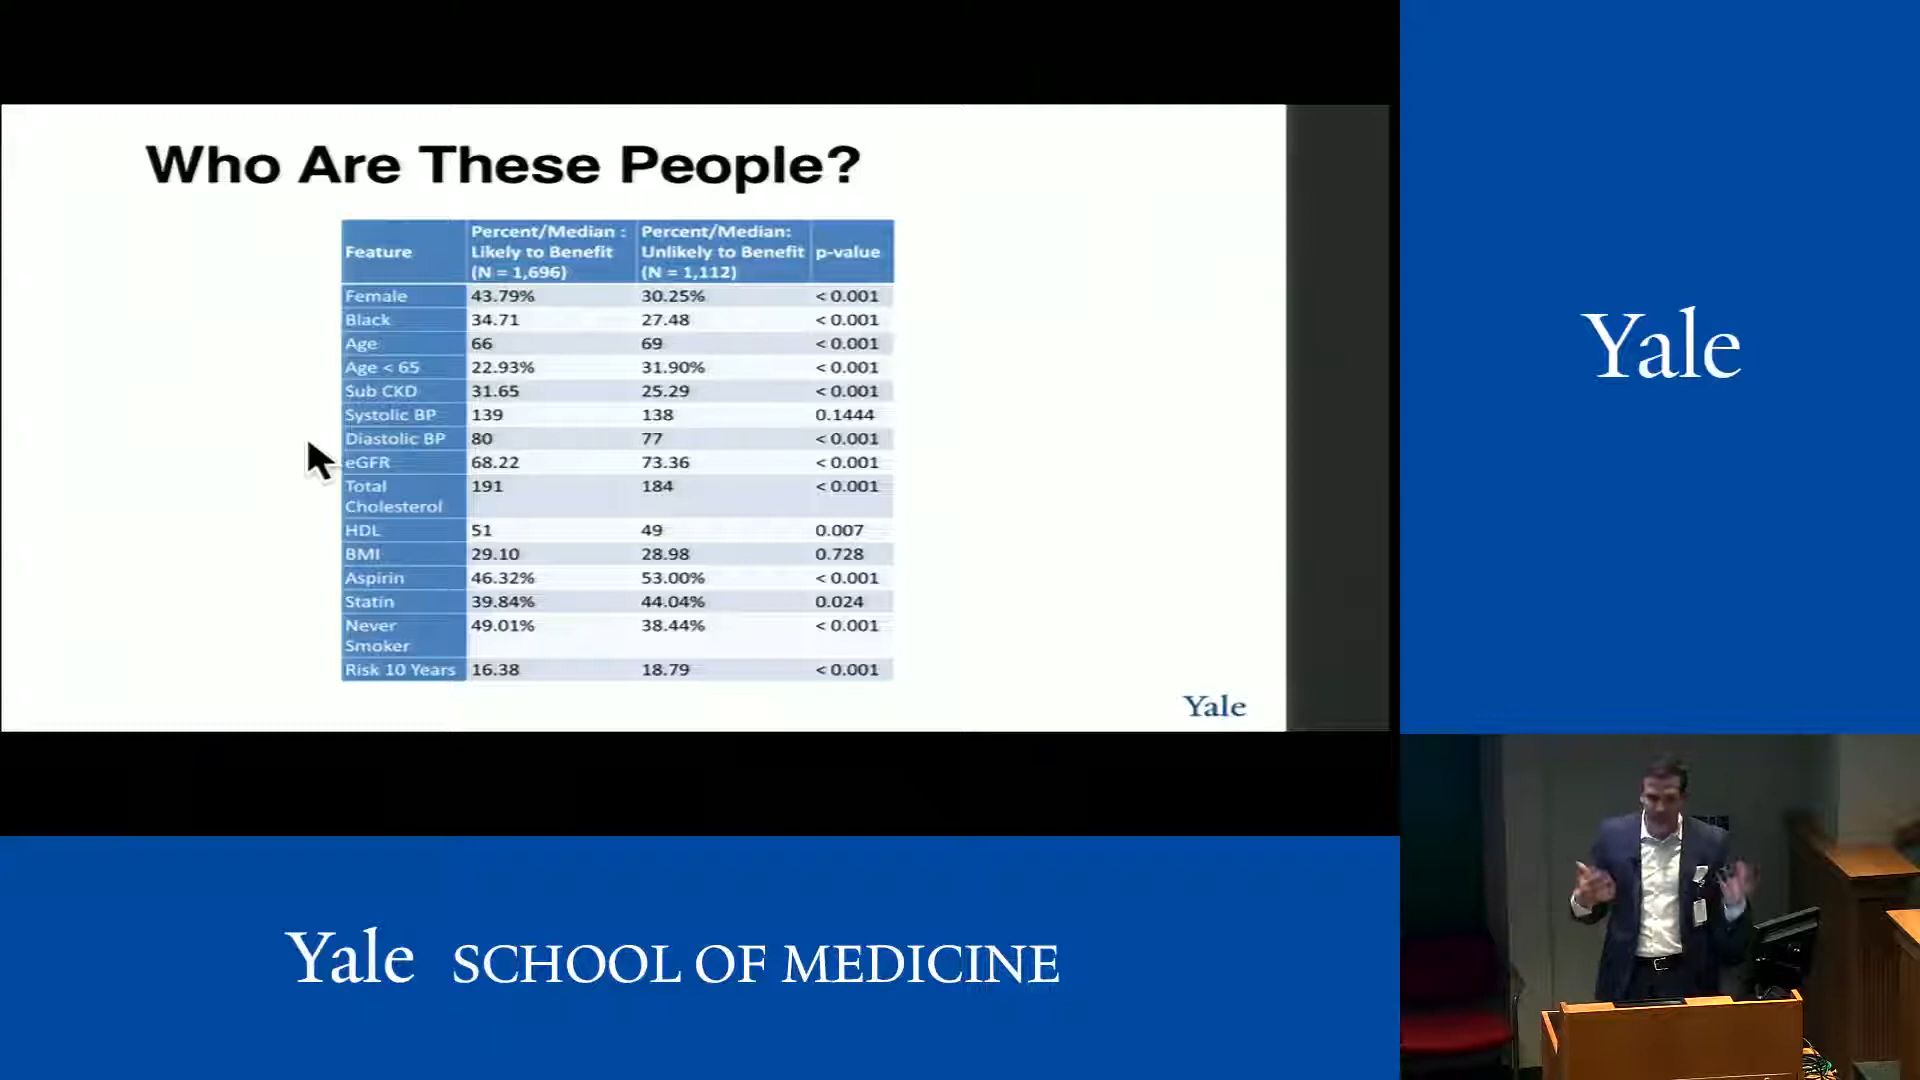 Who Are These People?
Feature
Percent/Median :
Likely to Benefit
(N = 1,696)
Percent/Median:
Unlikely to Benefit
(N = 1,112)
p-value
Female 43.79% 30.25% < 0.001
Black 34.71 27.48 < 0.001
Age 66 69 < 0.001
Age < 65 22.93% 31.90% < 0.001
Sub CKD 31.65 25.29 < 0.001
Systolic BP 139 138 0.1444
Diastolic BP 80 77 < 0.001
eGFR 68.22 73.36 < 0.001
Total
Cholesterol
191 184 < 0.001
HDL 51 49 0.007
BMI 29.10 28.98 0.728
Aspirin 46.32% 53.00% < 0.001
Statin 39.84% 44.04% 0.024
Never
Smoker
49.01% 38.44% < 0.001
Risk 10 Years 16.38 18.79 < 0.001
Yale
Yale
Yale SCHOOL OF MEDICINE